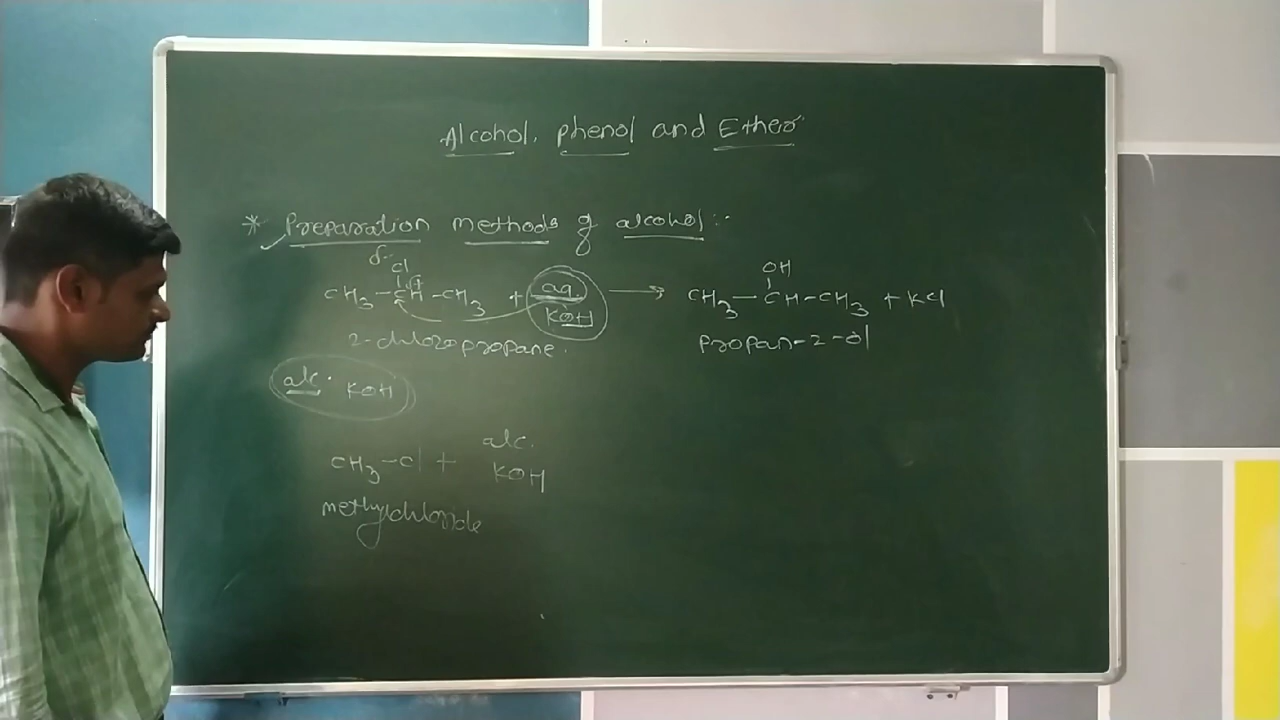 Alcohol, phenol and Ether
* Preparation methods of alcohol :-
δ- Cl OH
CH3 - CH - CH3 + aq. KOH → CH3 - CH - CH3 + KCl
2-chloropropane. propan-2-ol
alc. KOH
CH3 - Cl + alc. KOH
methylchloride